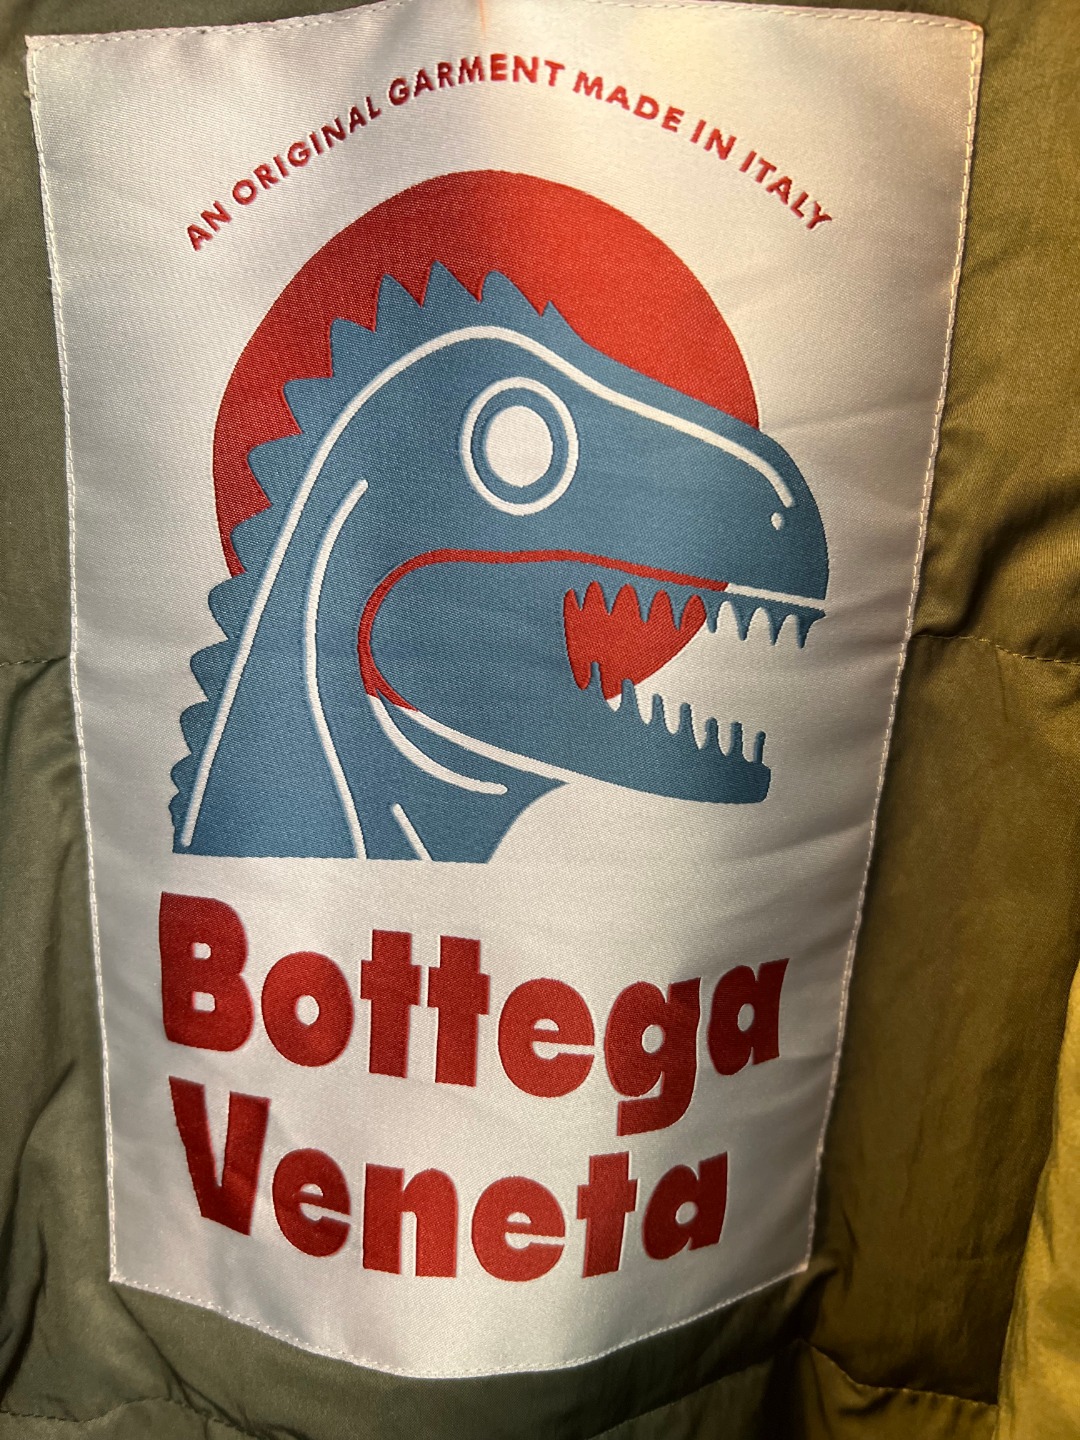 AN ORIGINAL GARMENT MADE IN ITALY
Bottega
Veneta